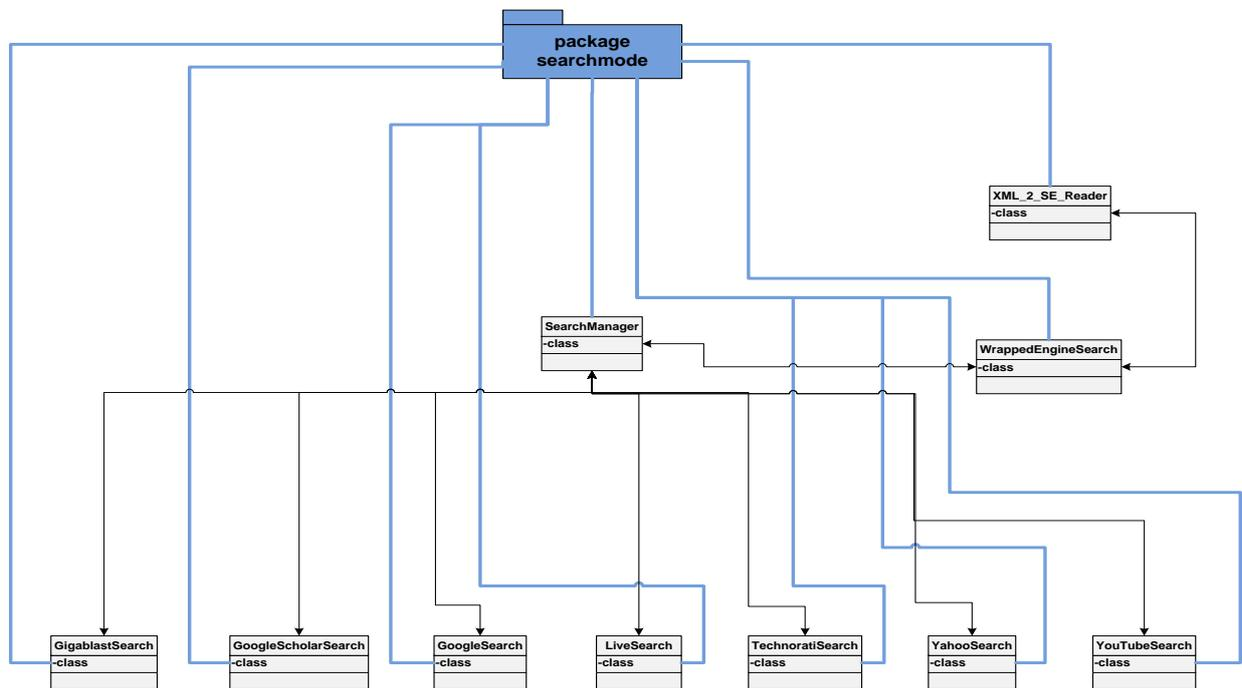 package
searchmode
XML_2_SE_Reader
-class
SearchManager
-class
WrappedEngineSearch
-class
GigablastSearch
-class
GoogleScholarSearch
-class
GoogleSearch
-class
LiveSearch
-class
TechnoratiSearch
-class
YahooSearch
-class
YouTubeSearch
-class